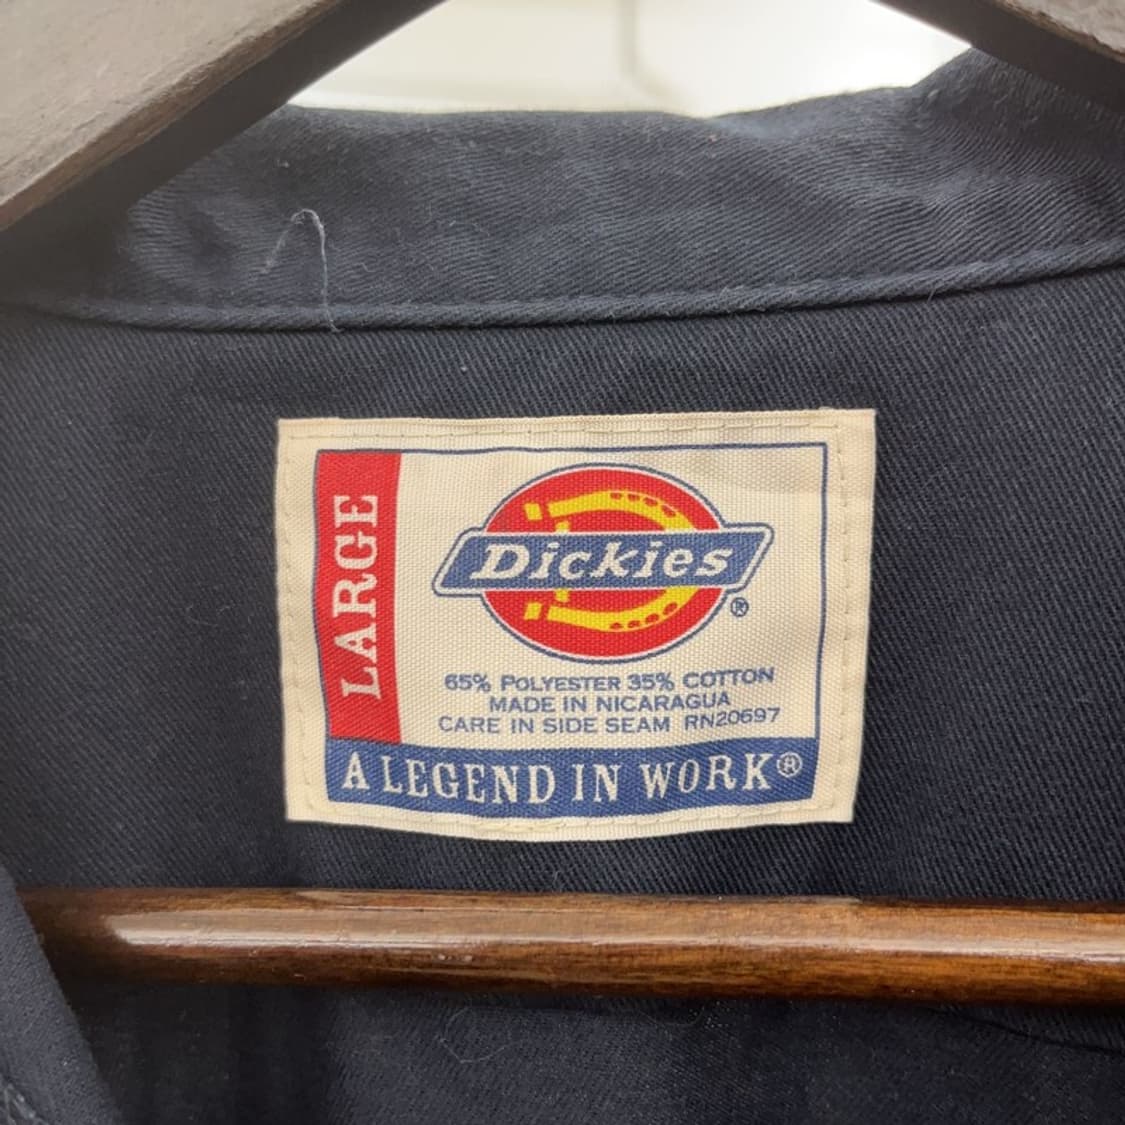 LARGE
Dickies®
65% POLYESTER 35% COTTON
MADE IN NICARAGUA
CARE IN SIDE SEAM RN20697
A LEGEND IN WORK®